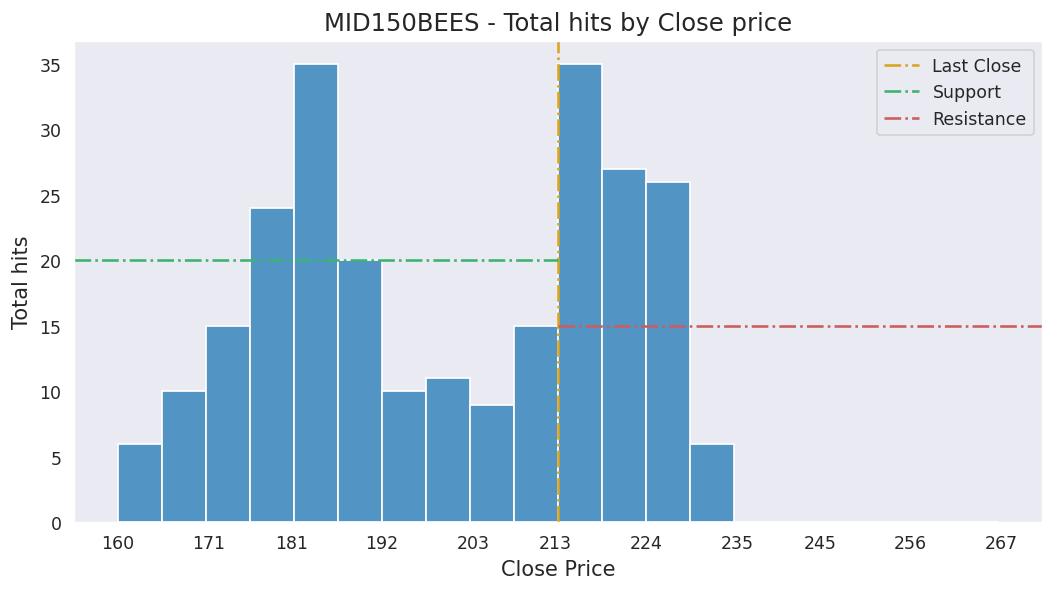 MID150BEES - Total hits by Close price
Last Close
Support
Resistance
Total hits
35
30
25
20
15
10
5
0
160 171 181 192 203 213 224 235 245 256 267
Close Price